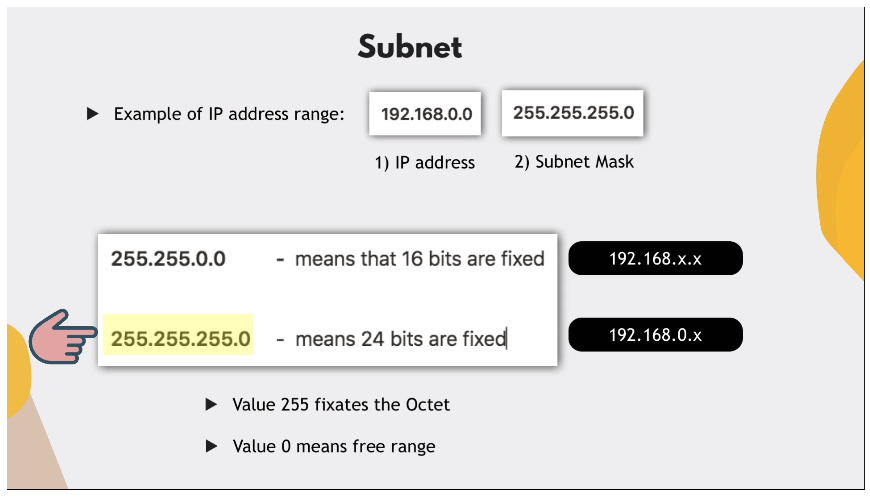 Subnet
▶ Example of IP address range: 192.168.0.0 255.255.255.0
1) IP address 2) Subnet Mask
255.255.0.0 - means that 16 bits are fixed 192.168.x.x
255.255.255.0 - means 24 bits are fixed 192.168.0.x
▶ Value 255 fixates the Octet
▶ Value 0 means free range